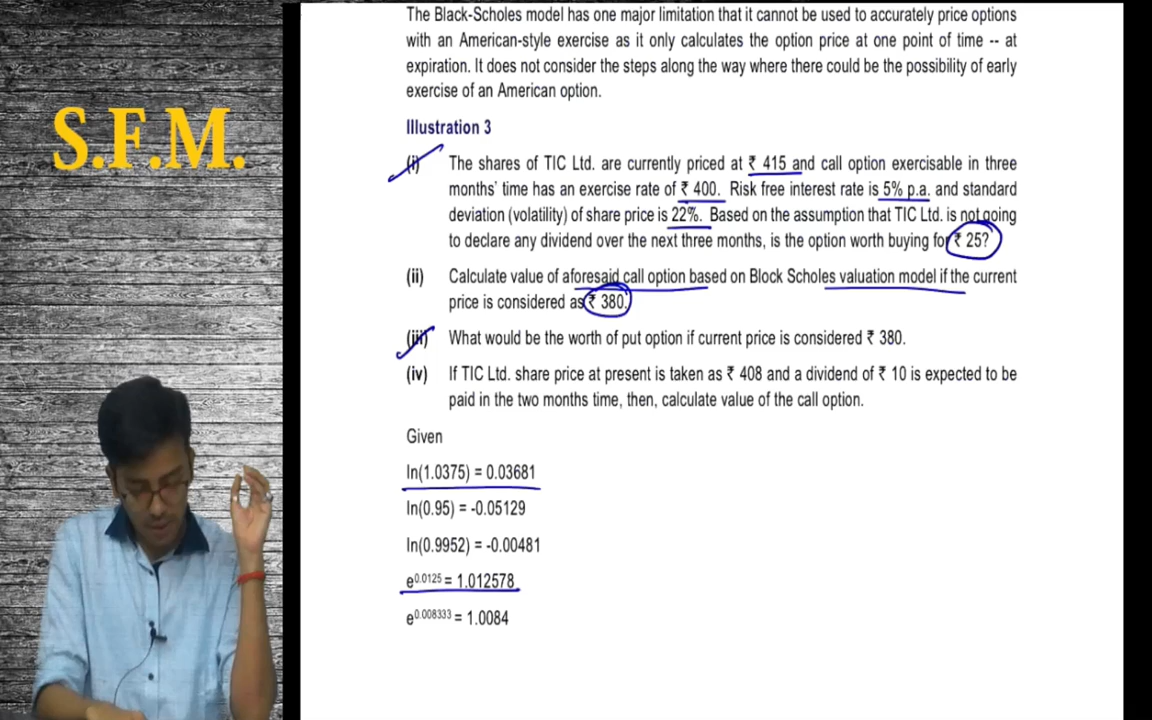 S.F.M.
The Black-Scholes model has one major limitation that it cannot be used to accurately price options
with an American-style exercise as it only calculates the option price at one point of time -- at
expiration. It does not consider the steps along the way where there could be the possibility of early
exercise of an American option.
Illustration 3
(i) The shares of TIC Ltd. are currently priced at ₹ 415 and call option exercisable in three
months' time has an exercise rate of ₹ 400. Risk free interest rate is 5% p.a. and standard
deviation (volatility) of share price is 22%. Based on the assumption that TIC Ltd. is not going
to declare any dividend over the next three months, is the option worth buying for ₹ 25?
(ii) Calculate value of aforesaid call option based on Block Scholes valuation model if the current
price is considered as ₹ 380.
(iii) What would be the worth of put option if current price is considered ₹ 380.
(iv) If TIC Ltd. share price at present is taken as ₹ 408 and a dividend of ₹ 10 is expected to be
paid in the two months time, then, calculate value of the call option.
Given
ln(1.0375) = 0.03681
ln(0.95) = -0.05129
ln(0.9952) = -0.00481
e^0.0125 = 1.012578
e^0.008333 = 1.0084